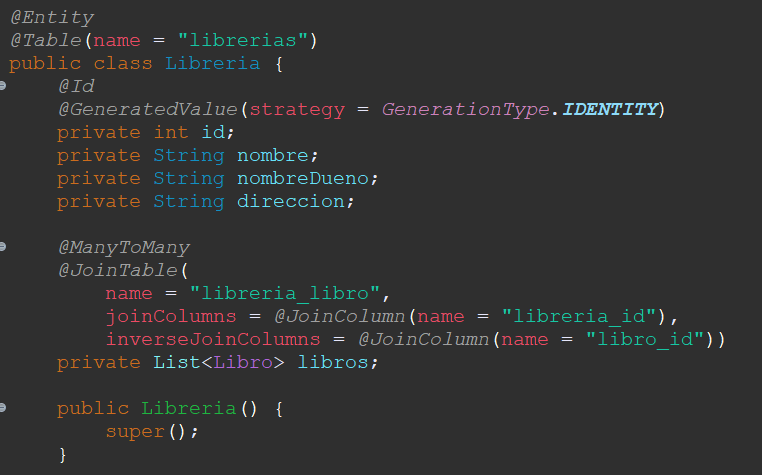 @Entity
@Table(name = "librerias")
public class Libreria {
    @Id
    @GeneratedValue(strategy = GenerationType.IDENTITY)
    private int id;
    private String nombre;
    private String nombreDueno;
    private String direccion;

    @ManyToMany
    @JoinTable(
        name = "libreria_libro",
        joinColumns = @JoinColumn(name = "libreria_id"),
        inverseJoinColumns = @JoinColumn(name = "libro_id"))
    private List<Libro> libros;

    public Libreria() {
        super();
    }